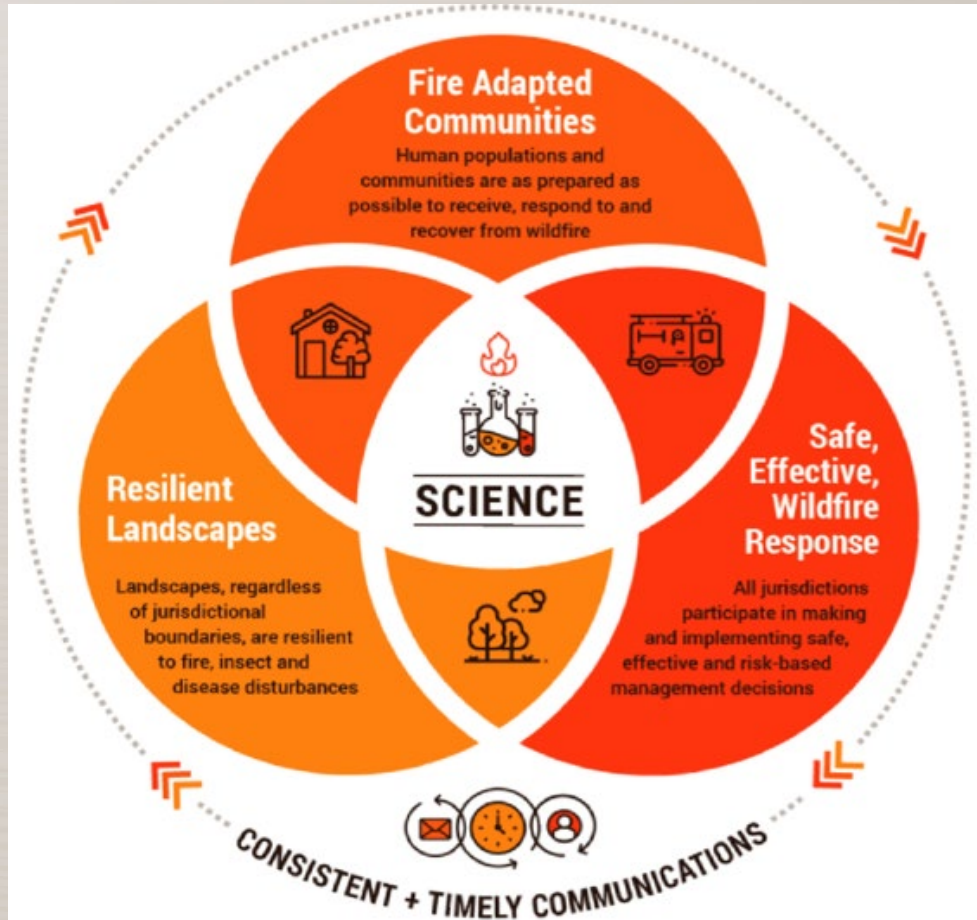 Fire Adapted
Communities
Human populations and
communities are as prepared as
possible to receive, respond to and
recover from wildfire
SCIENCE
Resilient
Landscapes
Landscapes, regardless
of jurisdictional
boundaries, are resilient
to fire, insect and
disease disturbances
Safe,
Effective,
Wildfire
Response
All jurisdictions
participate in making
and implementing safe,
effective and risk-based
management decisions
CONSISTENT + TIMELY COMMUNICATIONS